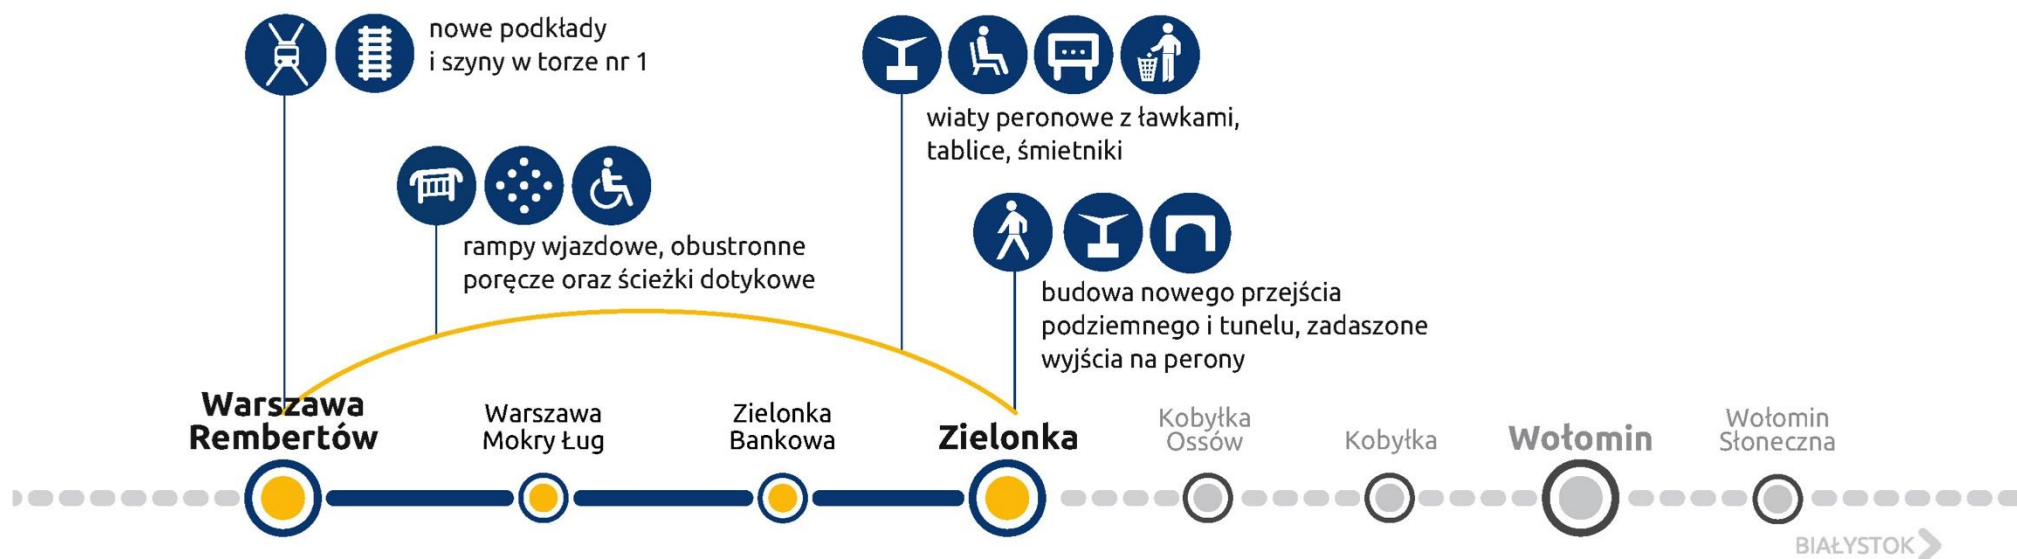 nowe podkłady
i szyny w torze nr 1
wiaty peronowe z ławkami,
tablice, śmietniki
rampy wjazdowe, obustronne
poręcze oraz ścieżki dotykowe
budowa nowego przejścia
podziemnego i tunelu, zadaszone
wyjścia na perony
Warszawa
Rembertów
Warszawa
Mokry Ług
Zielonka
Bankowa
Zielonka
Kobyłka
Ossów
Kobyłka
Wołomin
Wołomin
Słoneczna
BIAŁYSTOK